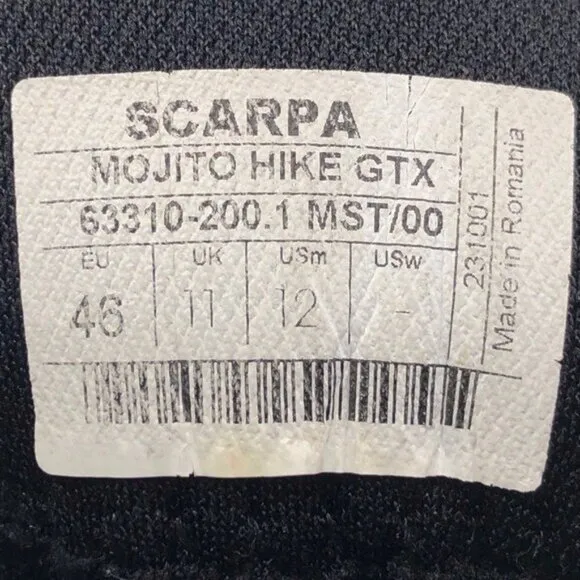 SCARPA
MOJITO HIKE GTX
63310-200.1 MST/00
EU UK USm USw
46 11 12 -
231001
Made in Romania